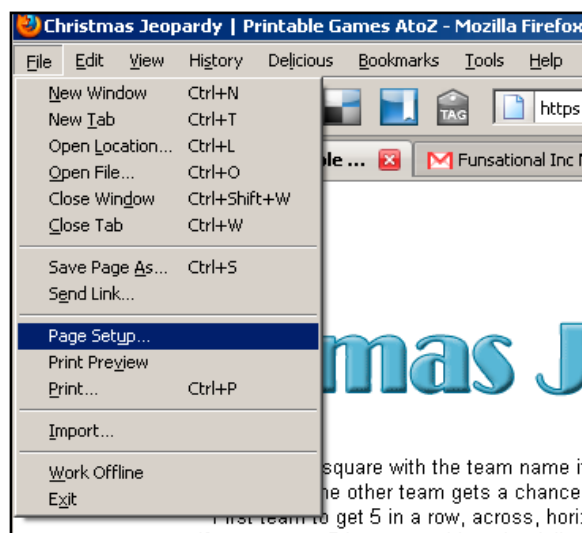 Christmas Jeopardy | Printable Games AtoZ - Mozilla Firefox
File Edit View History Delicious Bookmarks Tools Help
New Window Ctrl+N
New Tab Ctrl+T
TAG https
Open Location... Ctrl+L
Open File... Ctrl+O
ble ... Funsational Inc
Close Window Ctrl+Shift+W
Close Tab Ctrl+W
Save Page As... Ctrl+S
Send Link...
Page Setup...
Print Preview
mas J
Print... Ctrl+P
Import...
square with the team name
Work Offline
he other team gets a chance
Exit
First team to get 5 in a row, across, hori